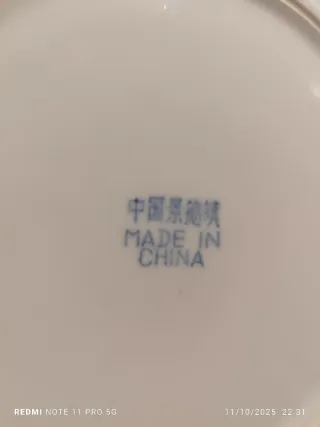 中國景德鎮
MADE IN
CHINA
REDMI NOTE 11 PRO 5G
11/10/2025 22:31